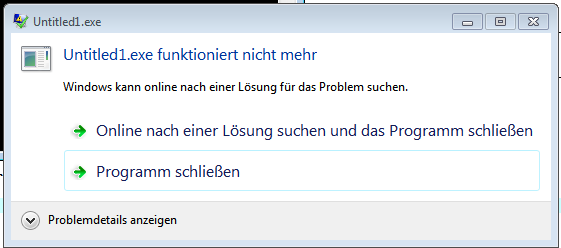 Untitled1.exe
Untitled1.exe funktioniert nicht mehr
Windows kann online nach einer Lösung für das Problem suchen.
Online nach einer Lösung suchen und das Programm schließen
Programm schließen
Problemdetails anzeigen